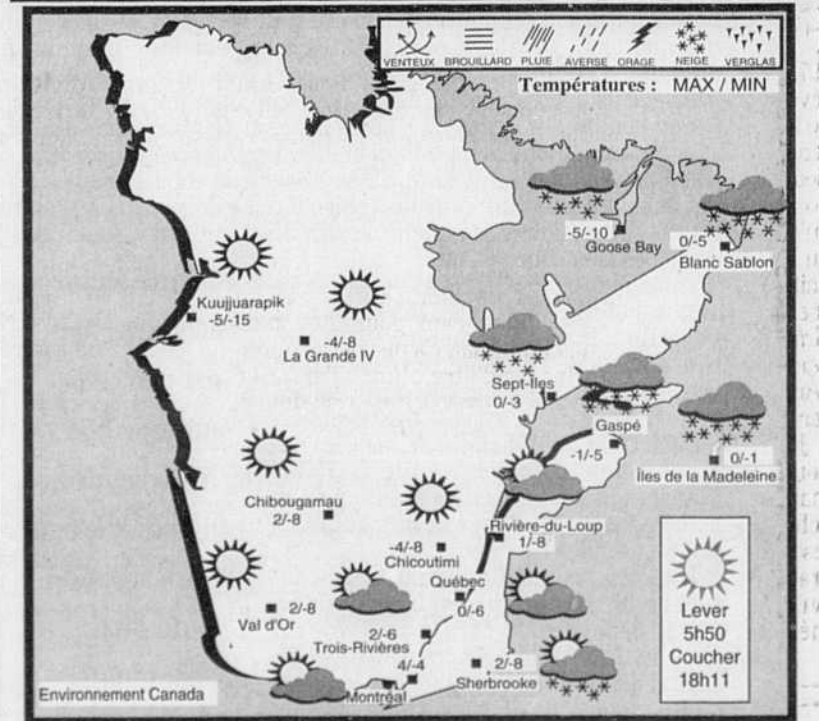 VENTEUX BROUILLARD PLUIE AVERSE ORAGE NEIGE VERGLAS
Températures : MAX / MIN
-5/-10
Goose Bay
0/-5
Blanc Sablon
Kuujjuarapik
-5/-15
-4/-8
La Grande IV
Sept-Îles
0/-3
Gaspé
-1/-5
0/-1
Îles de la Madeleine
Chibougamau
2/-8
Rivière-du-Loup
1/-8
-4/-8
Chicoutimi
Québec
0/-6
2/-8
Val d'Or
2/-6
Trois-Rivières
4/-4
Montréal
2/-8
Sherbrooke
Lever
5h50
Coucher
18h11
Environnement Canada